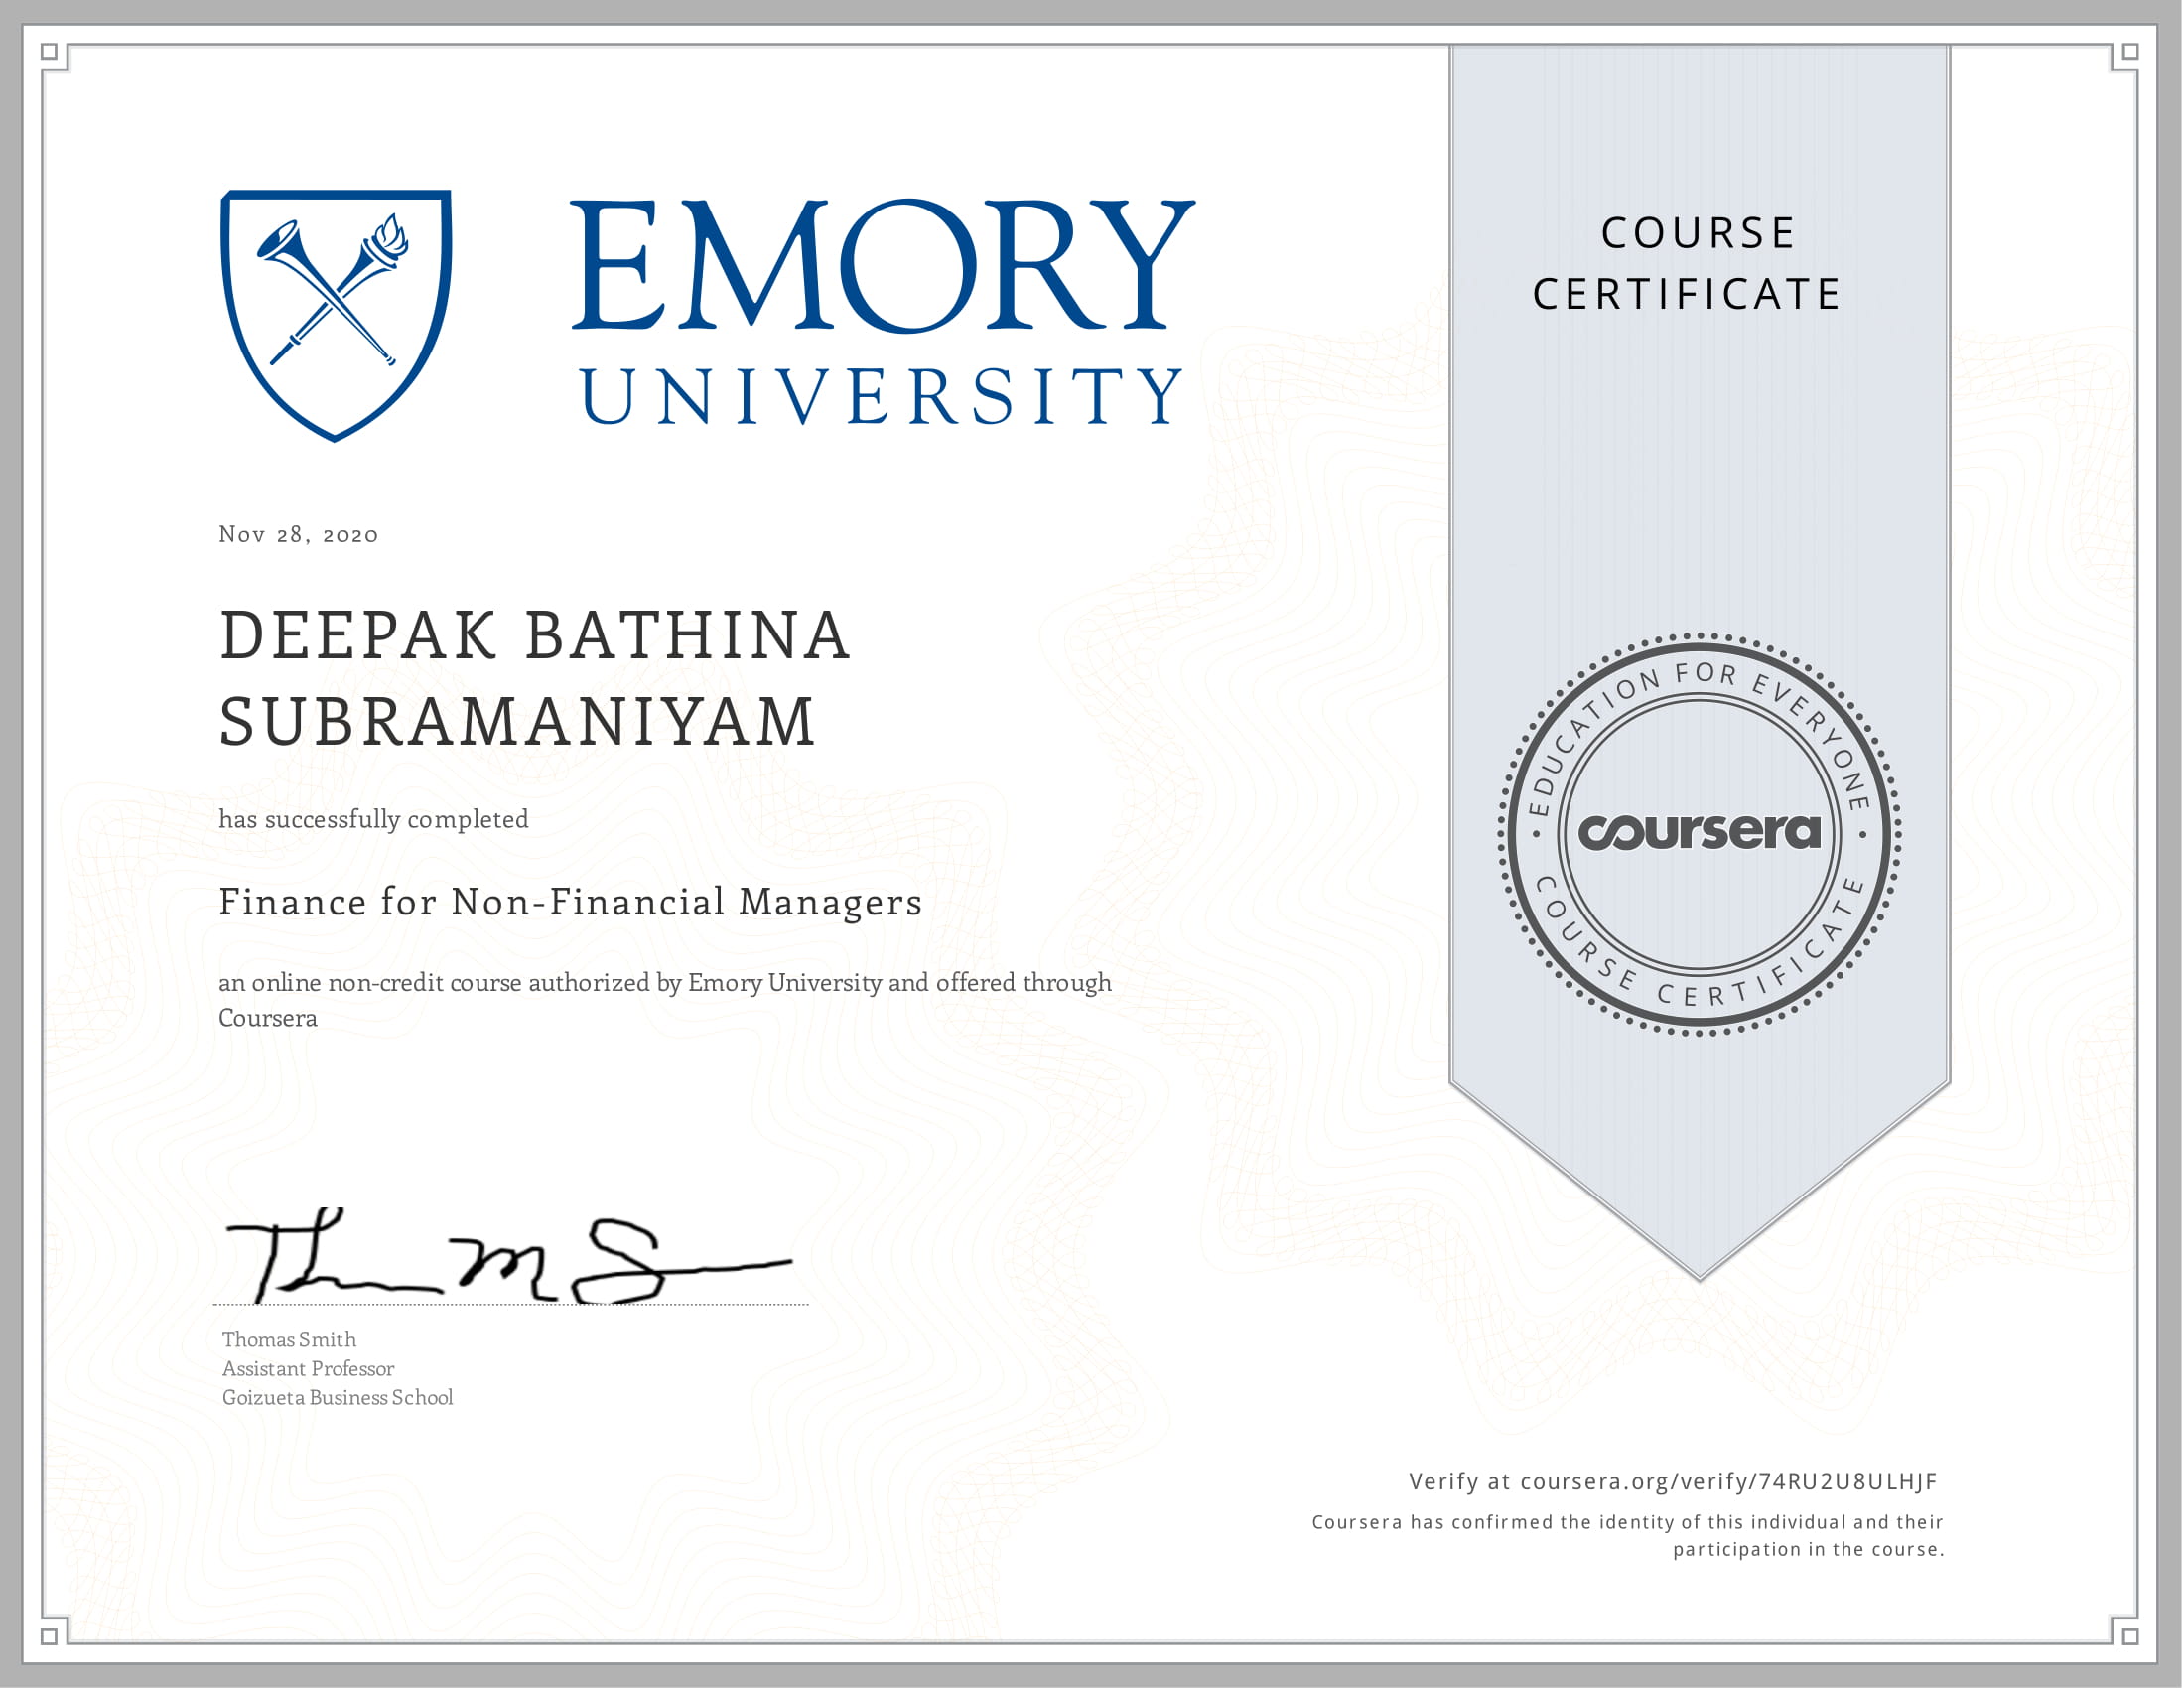 EMORY
UNIVERSITY
COURSE
CERTIFICATE
Nov 28, 2020
DEEPAK BATHINA
SUBRAMANIYAM
has successfully completed
Finance for Non-Financial Managers
an online non-credit course authorized by Emory University and offered through
Coursera
EDUCATION FOR EVERYONE
coursera
COURSE CERTIFICATE
Thomas Smith
Assistant Professor
Goizueta Business School
Verify at coursera.org/verify/74RU2U8ULHJF
Coursera has confirmed the identity of this individual and their
participation in the course.